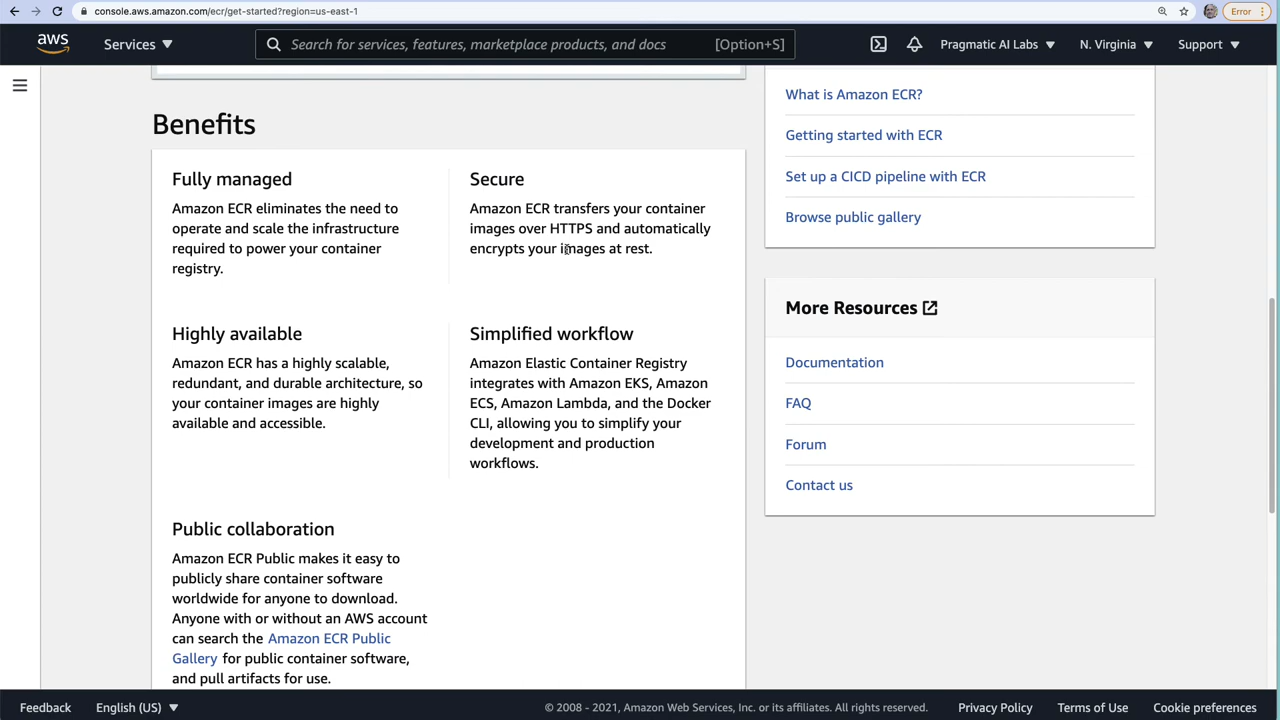 console.aws.amazon.com/ecr/get-started?region=us-east-1
Error
aws
Services
Search for services, features, marketplace products, and docs
[Option+S]
Pragmatic AI Labs
N. Virginia
Support
Benefits
Fully managed
Amazon ECR eliminates the need to
operate and scale the infrastructure
required to power your container
registry.
Secure
Amazon ECR transfers your container
images over HTTPS and automatically
encrypts your images at rest.
Highly available
Amazon ECR has a highly scalable,
redundant, and durable architecture, so
your container images are highly
available and accessible.
Simplified workflow
Amazon Elastic Container Registry
integrates with Amazon EKS, Amazon
ECS, Amazon Lambda, and the Docker
CLI, allowing you to simplify your
development and production
workflows.
Public collaboration
Amazon ECR Public makes it easy to
publicly share container software
worldwide for anyone to download.
Anyone with or without an AWS account
can search the Amazon ECR Public
Gallery for public container software,
and pull artifacts for use.
What is Amazon ECR?
Getting started with ECR
Set up a CICD pipeline with ECR
Browse public gallery
More Resources
Documentation
FAQ
Forum
Contact us
Feedback
English (US)
© 2008 - 2021, Amazon Web Services, Inc. or its affiliates. All rights reserved.
Privacy Policy
Terms of Use
Cookie preferences